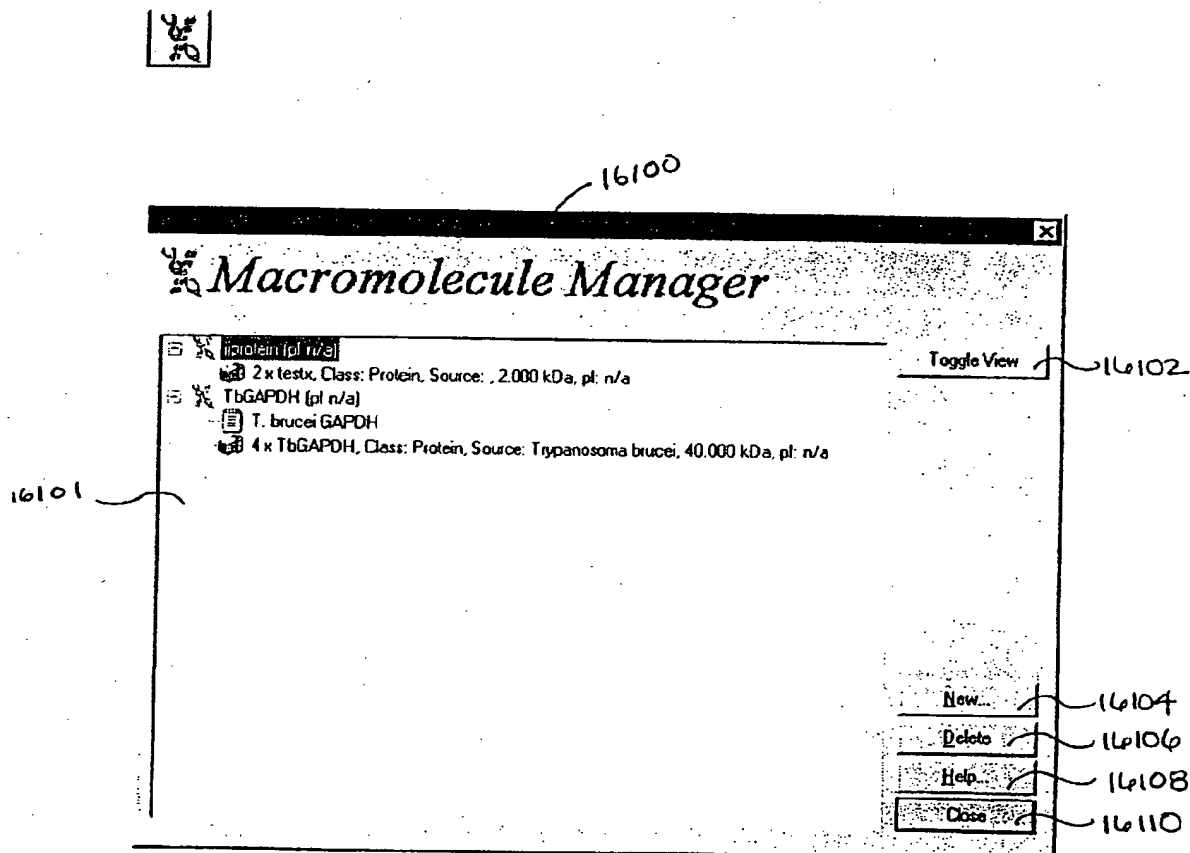 16100
Macromolecule Manager
(pI n/a)
Toggle View
16102
2 x testx, Class: Protein, Source: , 2.000 kDa, pI: n/a
TbGAPDH (pI n/a)
T. brucei GAPDH
4 x TbGAPDH, Class: Protein, Source: Trypanosoma brucei, 40.000 kDa, pI: n/a
16101
New...
16104
Delete
16106
Help...
16108
Close
16110